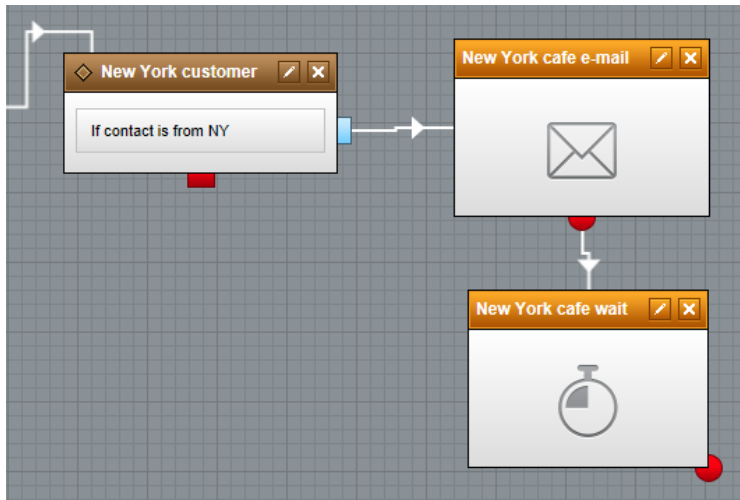 New York customer
If contact is from NY
New York cafe e-mail
New York cafe wait